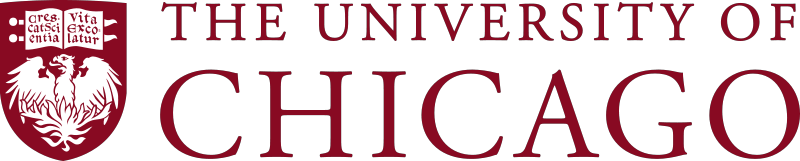 Cres
catSci
entia
Vita
Exco
latur
THE UNIVERSITY OF
CHICAGO